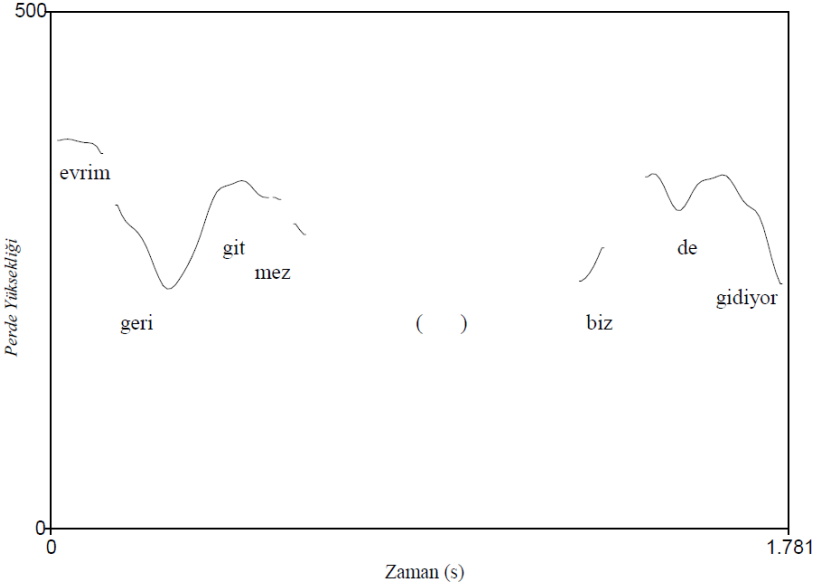 500
evrim
git
de
mez
gidiyor
geri
( )
biz
Perde Yüksekliği
0
0
1.781
Zaman (s)